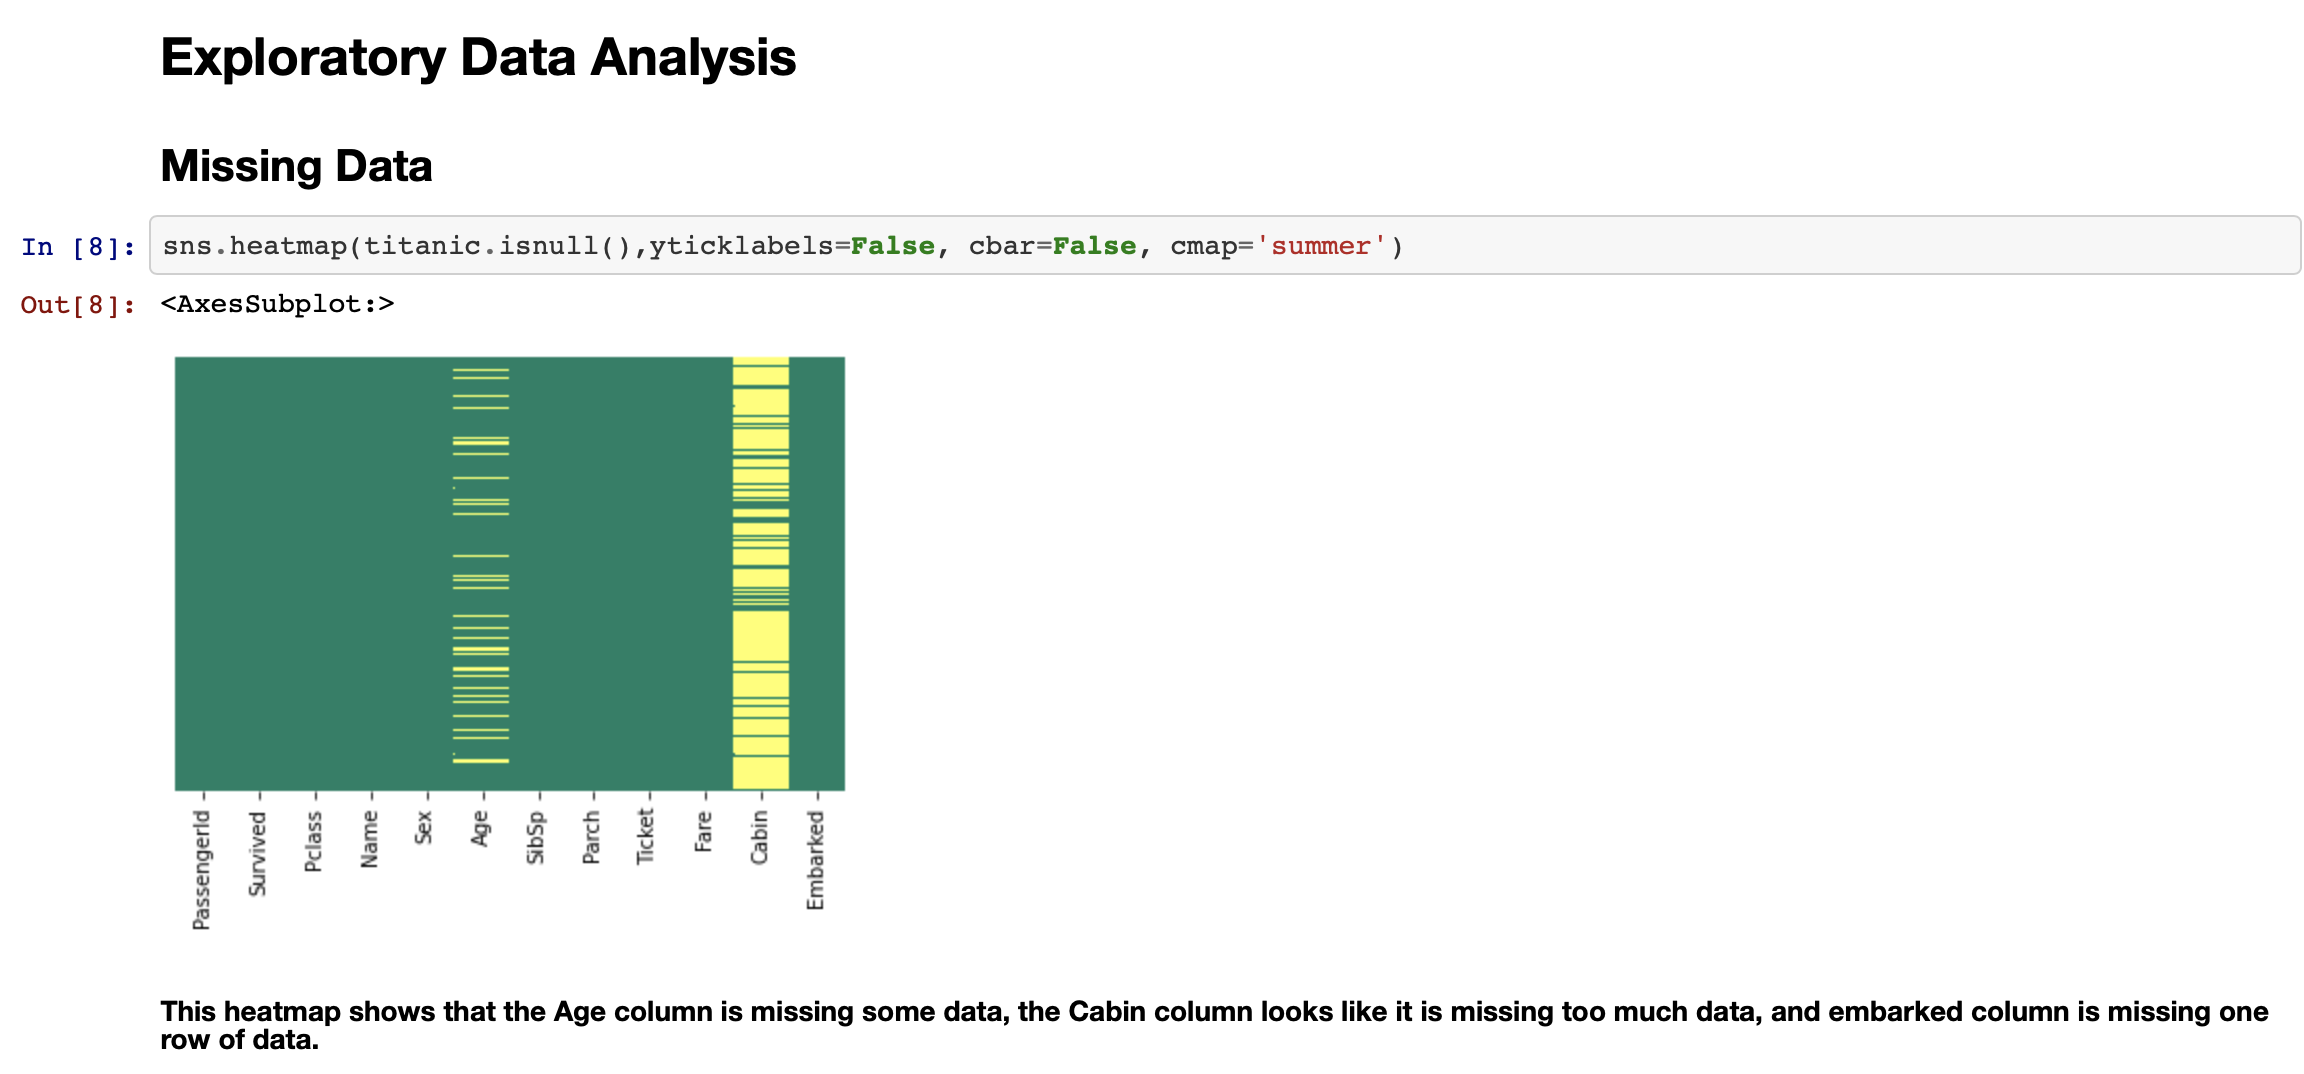 Exploratory Data Analysis
Missing Data
In [8]: sns.heatmap(titanic.isnull(),yticklabels=False, cbar=False, cmap='summer')
Out[8]: <AxesSubplot:>
PassengerId
Survived
Pclass
Name
Sex
Age
SibSp
Parch
Ticket
Fare
Cabin
Embarked
This heatmap shows that the Age column is missing some data, the Cabin column looks like it is missing too much data, and embarked column is missing one
row of data.